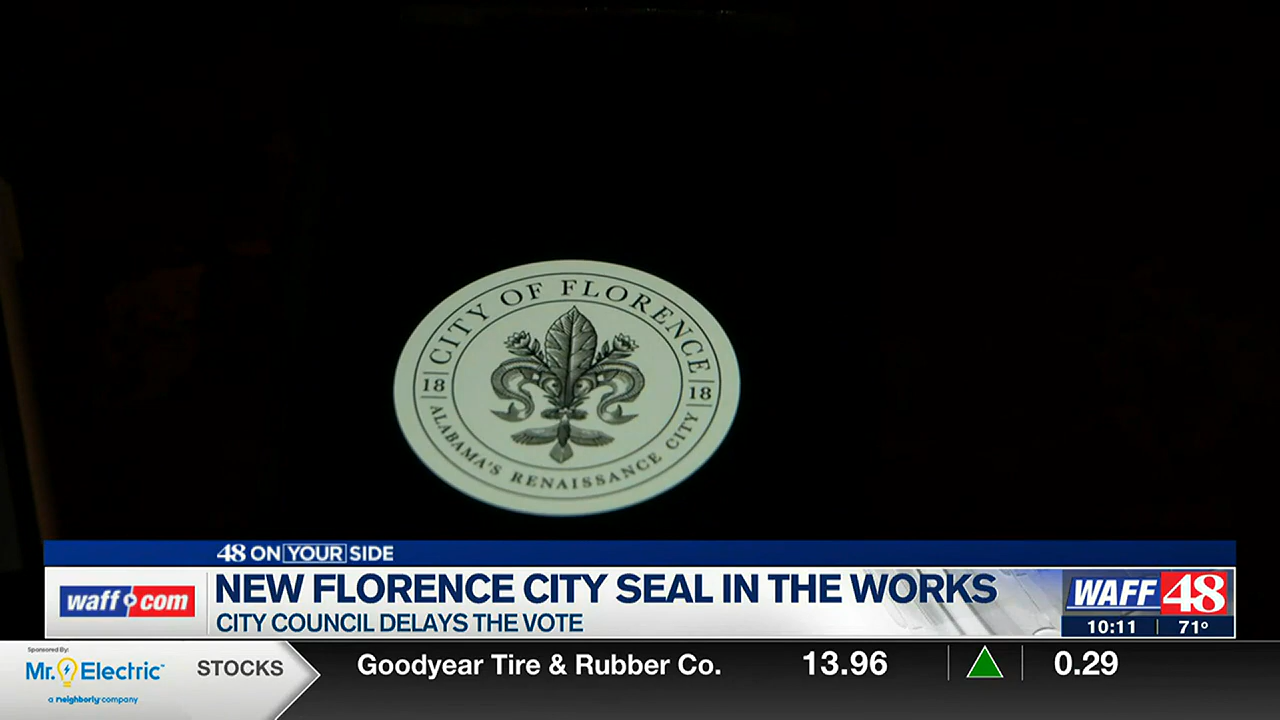 CITY OF FLORENCE
18 18
ALABAMA'S RENAISSANCE CITY
48 ON YOUR SIDE
waff com
NEW FLORENCE CITY SEAL IN THE WORKS
CITY COUNCIL DELAYS THE VOTE
WAFF 48
10:11 71°
Sponsored By:
Mr. Electric
a neighborly company
STOCKS
Goodyear Tire & Rubber Co. 13.96 0.29